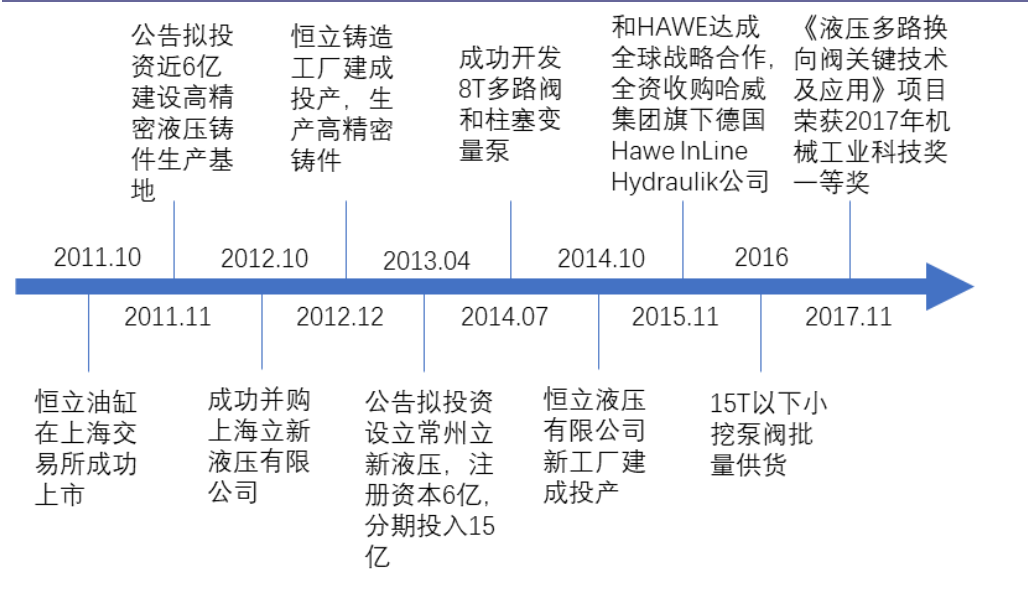 公告拟投
资近6亿
建设高精
密液压铸
件生产基
地
恒立铸造
工厂建成
投产，生
产高精密
铸件
成功开发
8T多路阀
和柱塞变
量泵
和HAWE达成
全球战略合作，
全资收购哈威
集团旗下德国
Hawe InLine
Hydraulik公司
《液压多路换
向阀关键技术
及应用》项目
荣获2017年机
械工业科技奖
一等奖
2011.10
2012.10
2013.04
2014.10
2016
2011.11
2012.12
2014.07
2015.11
2017.11
恒立油缸
在上海交
易所成功
上市
成功并购
上海立新
液压有限
公司
公告拟投资
设立常州立
新液压，注
册资本6亿，
分期投入15
亿
恒立液压
有限公司
新工厂建
成投产
15T以下小
挖泵阀批
量供货